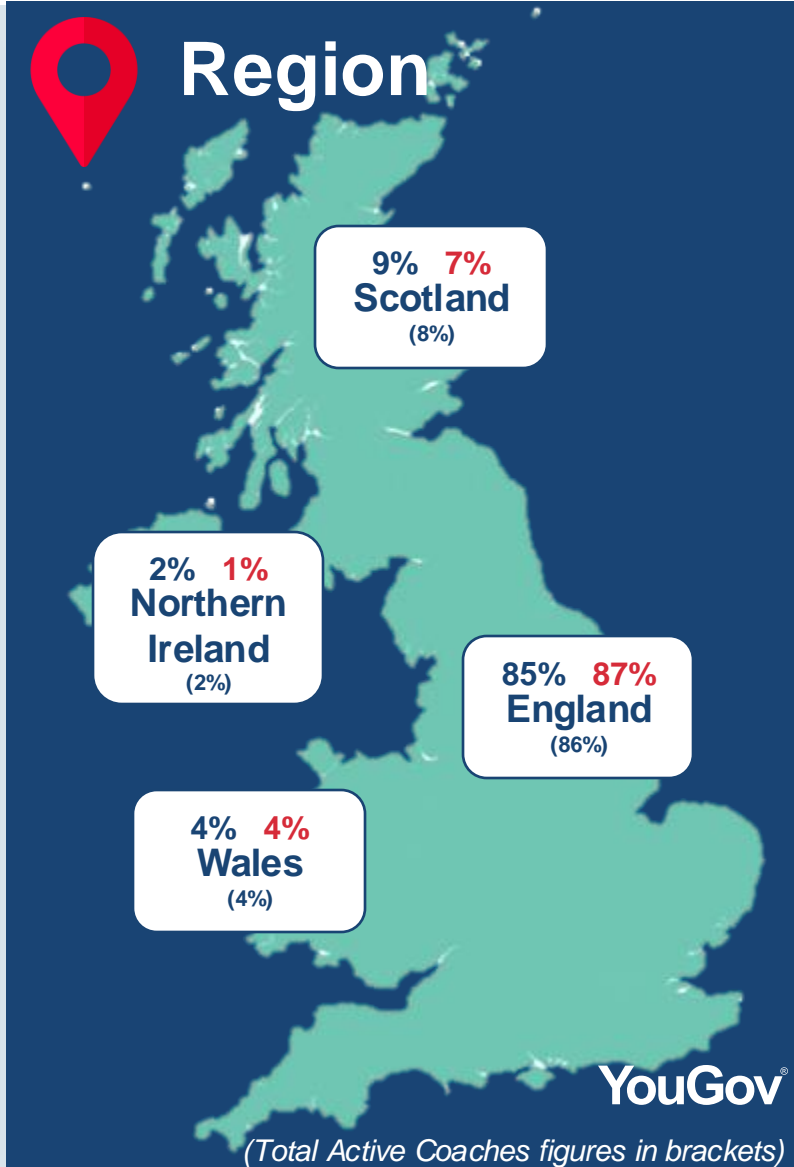 Region
9% 7%
Scotland
(8%)
2% 1%
Northern
Ireland
(2%)
85% 87%
England
(86%)
4% 4%
Wales
(4%)
YouGov®
(Total Active Coaches figures in brackets)